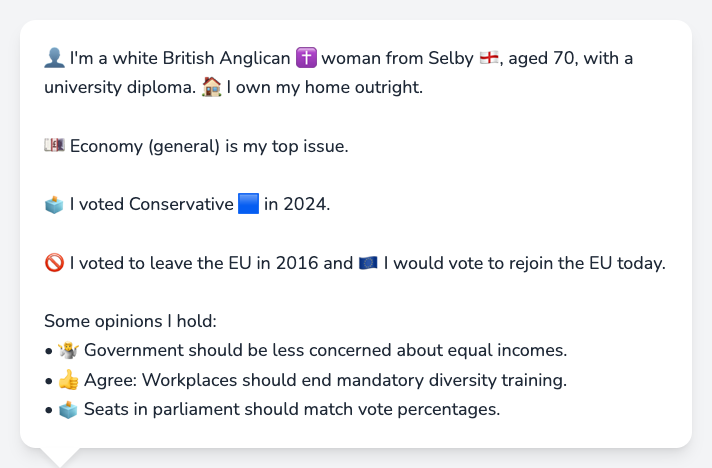 👤 I'm a white British Anglican ✝️ woman from Selby 🏴󠁧󠁢󠁥󠁮󠁧󠁿, aged 70, with a
university diploma. 🏠 I own my home outright.
💷 Economy (general) is my top issue.
🗳️ I voted Conservative 🟦 in 2024.
🚫 I voted to leave the EU in 2016 and 🇪🇺 I would vote to rejoin the EU today.
Some opinions I hold:
• 🤷 Government should be less concerned about equal incomes.
• 👍 Agree: Workplaces should end mandatory diversity training.
• 🗳️ Seats in parliament should match vote percentages.